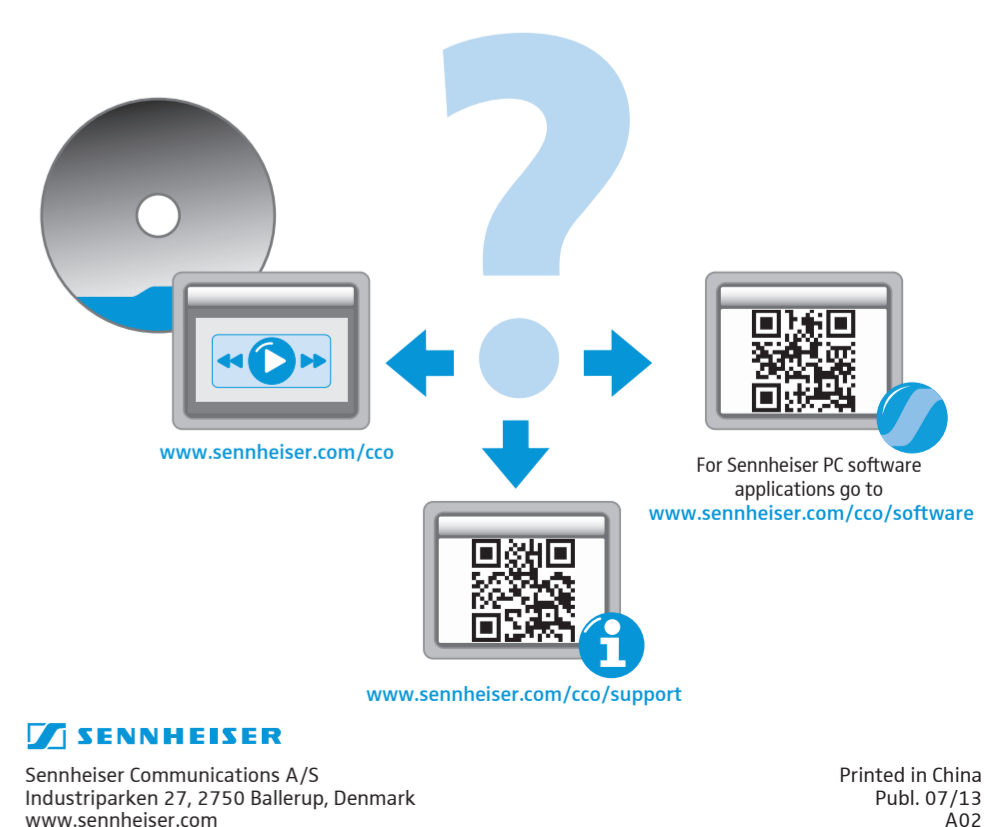 ?
www.sennheiser.com/cco
For Sennheiser PC software
applications go to
www.sennheiser.com/cco/software
i
www.sennheiser.com/cco/support
SENNHEISER
Sennheiser Communications A/S
Industriparken 27, 2750 Ballerup, Denmark
www.sennheiser.com
Printed in China
Publ. 07/13
A02